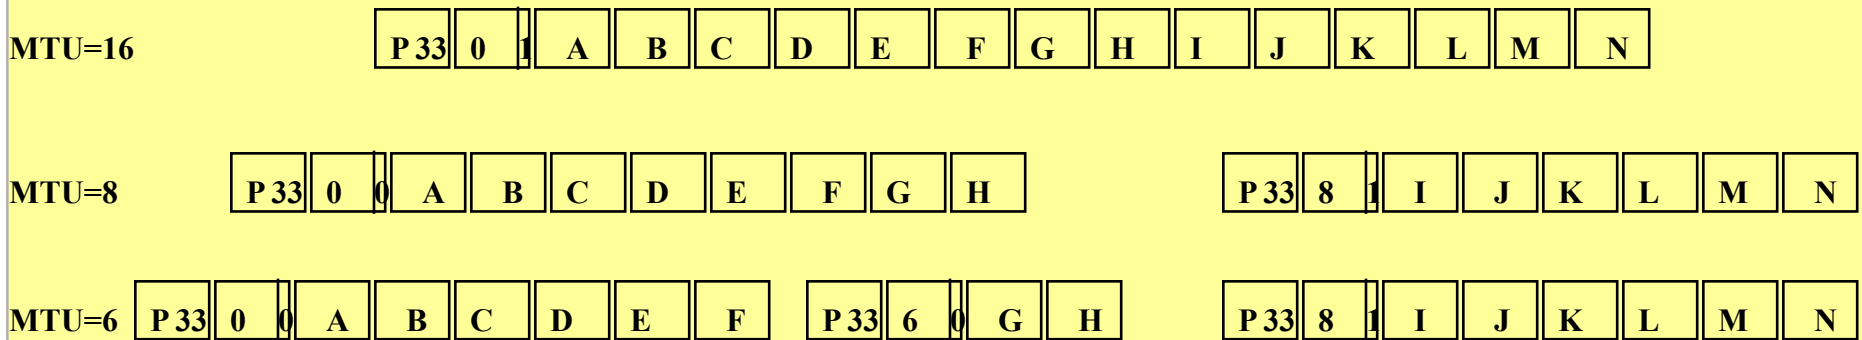 MTU=16 P 33 0 1 A B C D E F G H I J K L M N
MTU=8 P 33 0 0 A B C D E F G H P 33 8 1 I J K L M N
MTU=6 P 33 0 0 A B C D E F P 33 6 0 G H P 33 8 1 I J K L M N